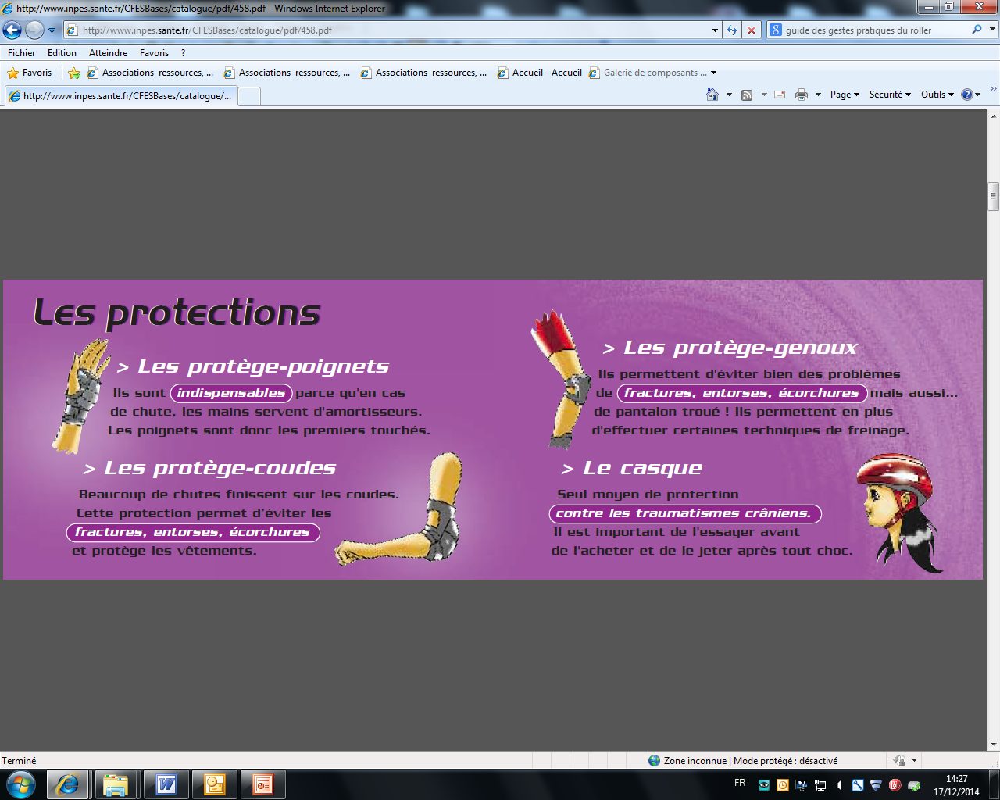 http://www.inpes.sante.fr/CFESBases/catalogue/pdf/458.pdf - Windows Internet Explorer
http://www.inpes.sante.fr/CFESBases/catalogue/pdf/458.pdf
guide des gestes pratiques du roller
Fichier Edition Atteindre Favoris ?
Favoris Associations ressources, ... Associations ressources, ... Associations ressources, ... Accueil - Accueil Galerie de composants ...
http://www.inpes.sante.fr/CFESBases/catalogue/... Page Sécurité Outils »
Les protections
> Les protège-poignets
Ils sont indispensables parce qu'en cas
de chute, les mains servent d'amortisseurs.
Les poignets sont donc les premiers touchés.
> Les protège-coudes
Beaucoup de chutes finissent sur les coudes.
Cette protection permet d'éviter les
fractures, entorses, écorchures
et protège les vêtements.
> Les protège-genoux
Ils permettent d'éviter bien des problèmes
de fractures, entorses, écorchures mais aussi...
de pantalon troué ! Ils permettent en plus
d'effectuer certaines techniques de freinage.
> Le casque
Seul moyen de protection
contre les traumatismes crâniens.
Il est important de l'essayer avant
de l'acheter et de le jeter après tout choc.
Terminé
Zone inconnue | Mode protégé : désactivé
FR
14:27
17/12/2014